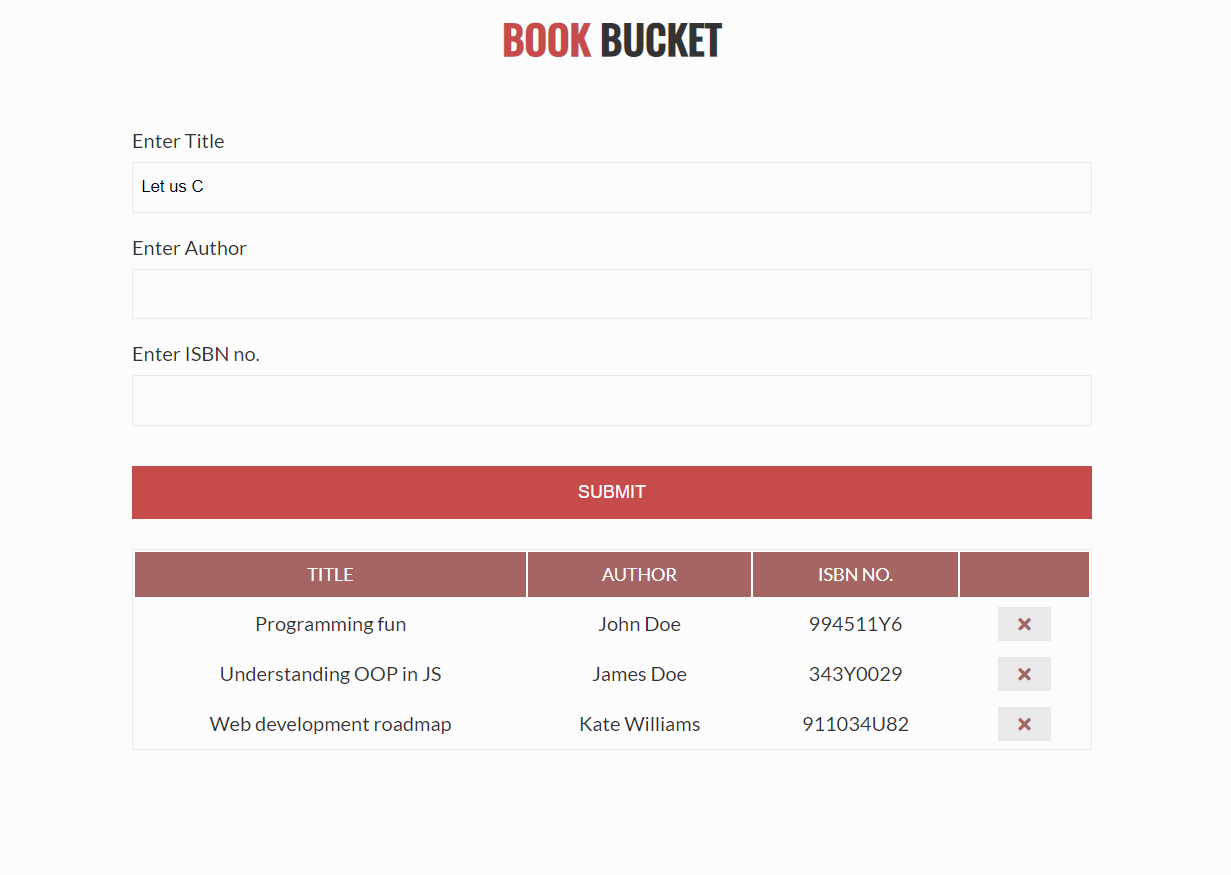 BOOK BUCKET
Enter Title
Let us C
Enter Author
Enter ISBN no.
SUBMIT
TITLE AUTHOR ISBN NO.
Programming fun John Doe 994511Y6
Understanding OOP in JS James Doe 343Y0029
Web development roadmap Kate Williams 911034U82